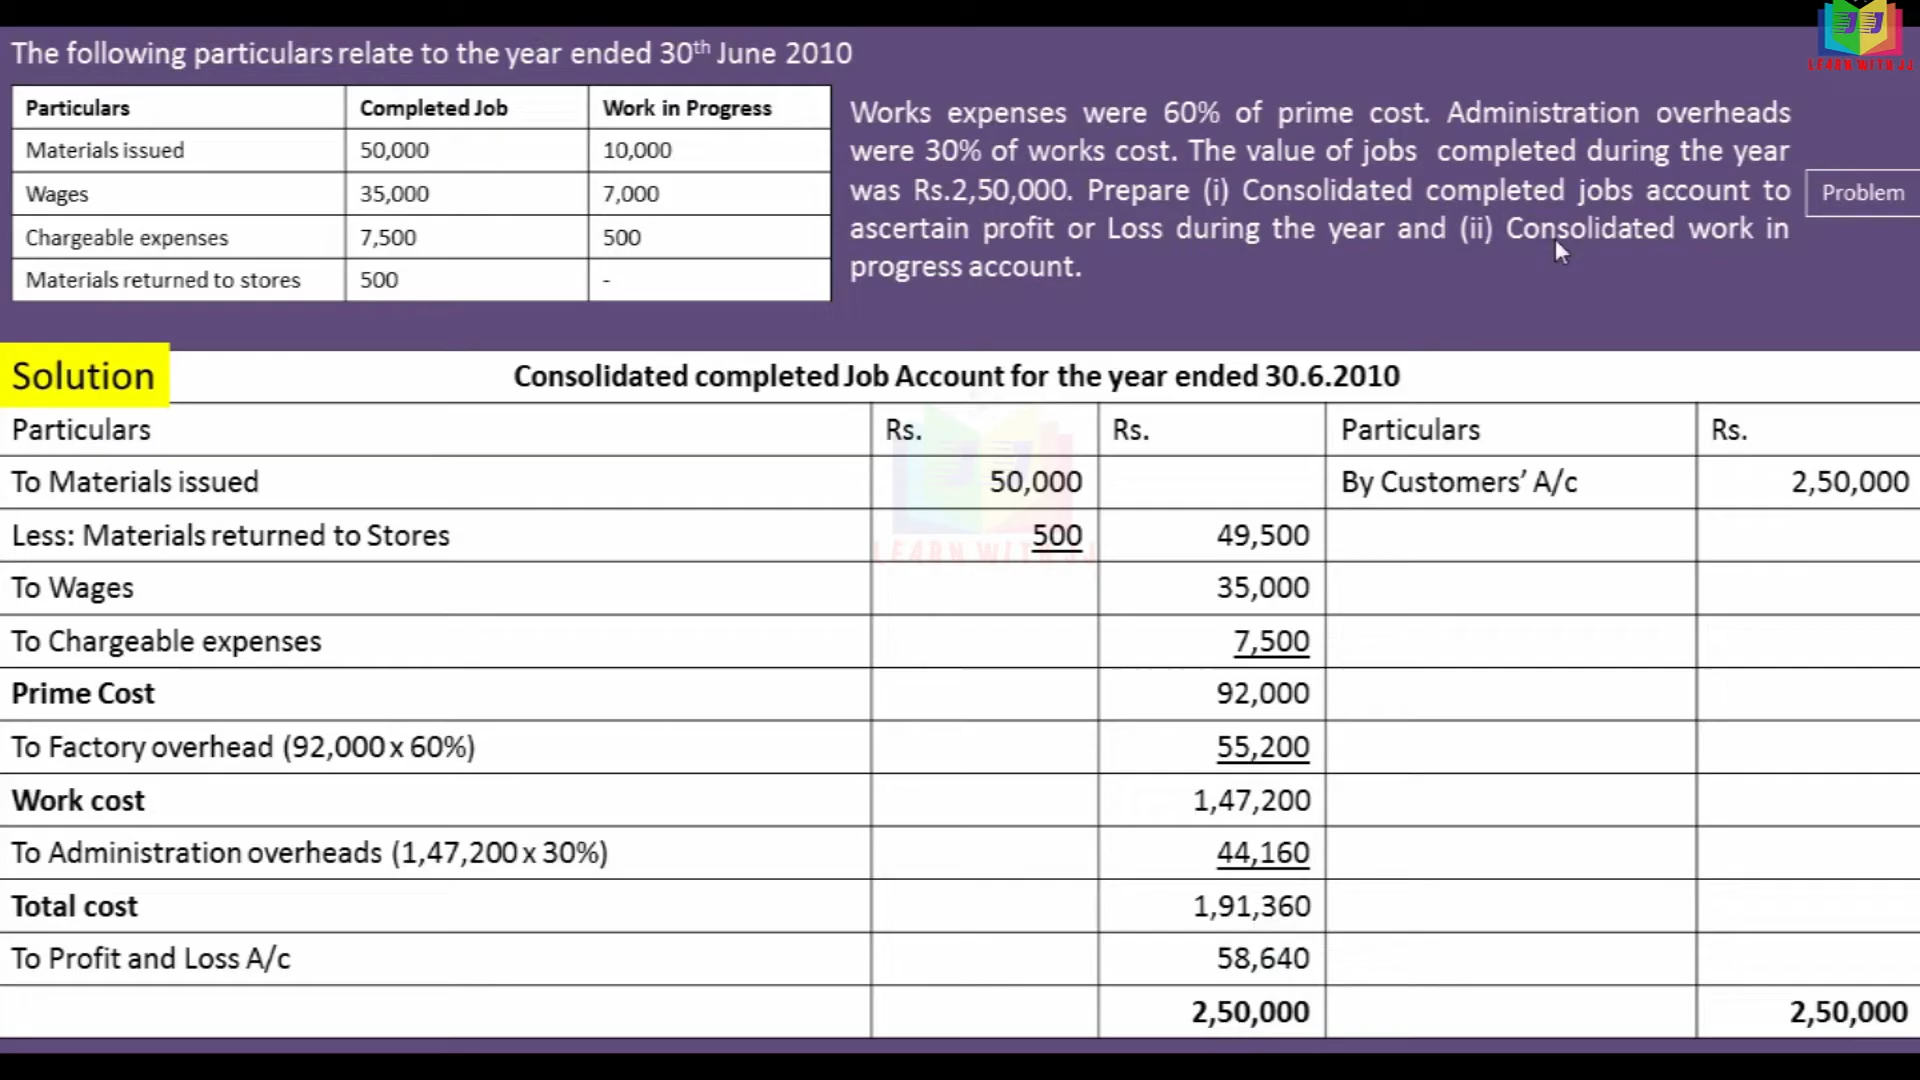 LEARN WITH JJ
The following particulars relate to the year ended 30th June 2010
Particulars Completed Job Work in Progress
Materials issued 50,000 10,000
Wages 35,000 7,000
Chargeable expenses 7,500 500
Materials returned to stores 500 -
Works expenses were 60% of prime cost. Administration overheads
were 30% of works cost. The value of jobs completed during the year
was Rs.2,50,000. Prepare (i) Consolidated completed jobs account to
ascertain profit or Loss during the year and (ii) Consolidated work in
progress account.
Problem
Solution
Consolidated completed Job Account for the year ended 30.6.2010
Particulars Rs. Rs. Particulars Rs.
To Materials issued 50,000 By Customers’ A/c 2,50,000
Less: Materials returned to Stores 500 49,500
To Wages 35,000
To Chargeable expenses 7,500
Prime Cost 92,000
To Factory overhead (92,000 x 60%) 55,200
Work cost 1,47,200
To Administration overheads (1,47,200 x 30%) 44,160
Total cost 1,91,360
To Profit and Loss A/c 58,640
2,50,000 2,50,000
LEARN WITH JJ